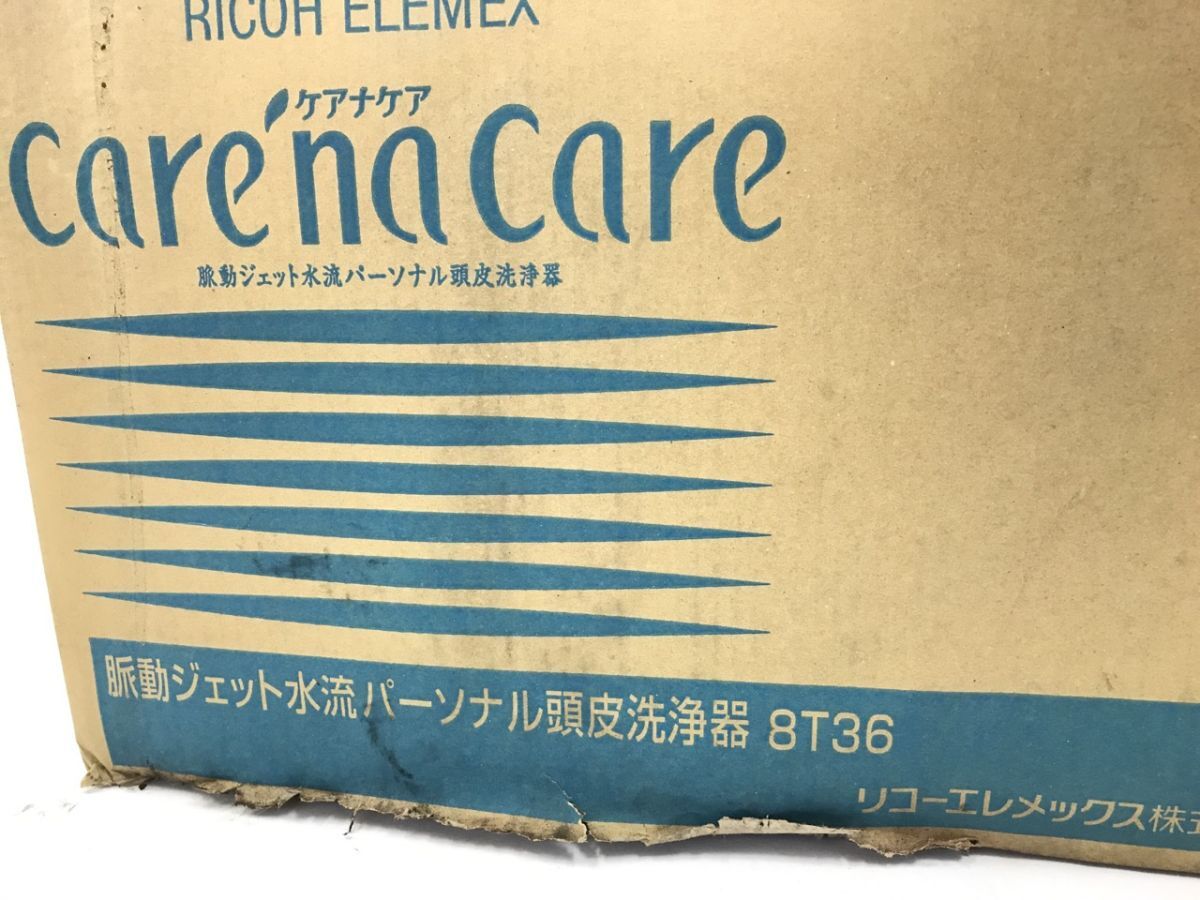 RICOH ELEMEX
ケアナケア
Care'na Care
脈動ジェット水流パーソナル頭皮洗浄器
脈動ジェット水流パーソナル頭皮洗浄器 8T36
リコーエレメックス株式